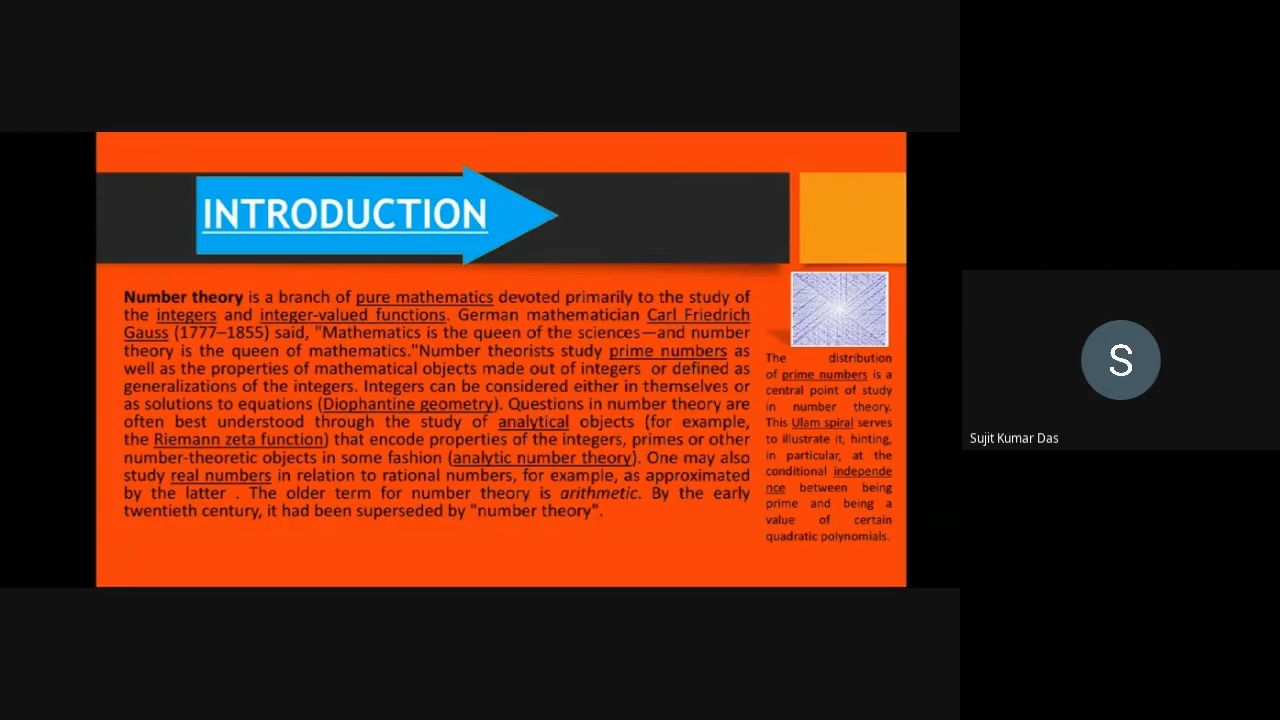 INTRODUCTION
Number theory is a branch of pure mathematics devoted primarily to the study of
the integers and integer-valued functions. German mathematician Carl Friedrich
Gauss (1777–1855) said, "Mathematics is the queen of the sciences—and number
theory is the queen of mathematics."Number theorists study prime numbers as
well as the properties of mathematical objects made out of integers or defined as
generalizations of the integers. Integers can be considered either in themselves or
as solutions to equations (Diophantine geometry). Questions in number theory are
often best understood through the study of analytical objects (for example,
the Riemann zeta function) that encode properties of the integers, primes or other
number-theoretic objects in some fashion (analytic number theory). One may also
study real numbers in relation to rational numbers, for example, as approximated
by the latter . The older term for number theory is arithmetic. By the early
twentieth century, it had been superseded by "number theory".
The distribution
of prime numbers is a
central point of study
in number theory.
This Ulam spiral serves
to illustrate it, hinting,
in particular, at the
conditional independe
nce between being
prime and being a
value of certain
quadratic polynomials.
S
Sujit Kumar Das